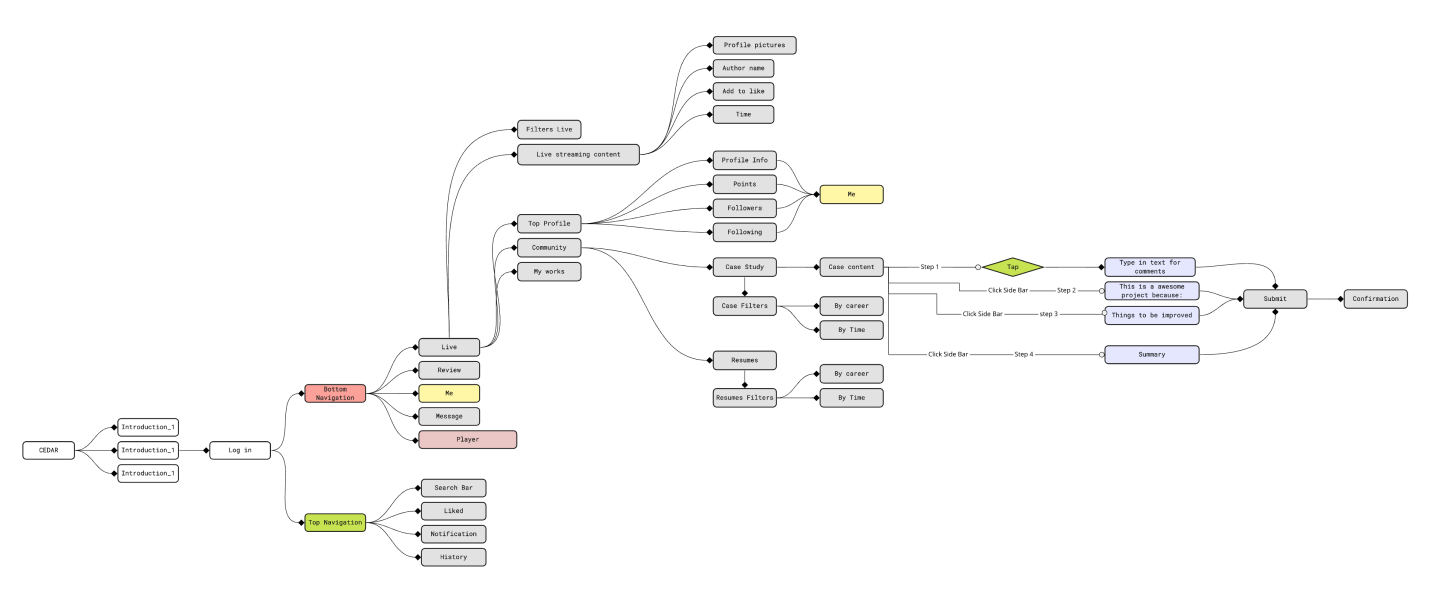 Profile pictures
Author name
Add to like
Time
Filters Live
Live streaming content
Profile Info
Points
Followers
Following
Me
Top Profile
Community
My works
Case Study
Case content
Step 1
Tap
Type in text for
comments
Click Side Bar
Step 2
This is a awesome
project because:
Submit
Confirmation
Case Filters
By career
Click Side Bar
step 3
Things to be improved
By Time
Live
Click Side Bar
Step 4
Summary
Resumes
Review
By career
Bottom
Navigation
Me
Resumes Filters
By Time
Message
Player
Introduction_1
CEDAR
Introduction_1
Log in
Introduction_1
Search Bar
Liked
Top Navigation
Notification
History